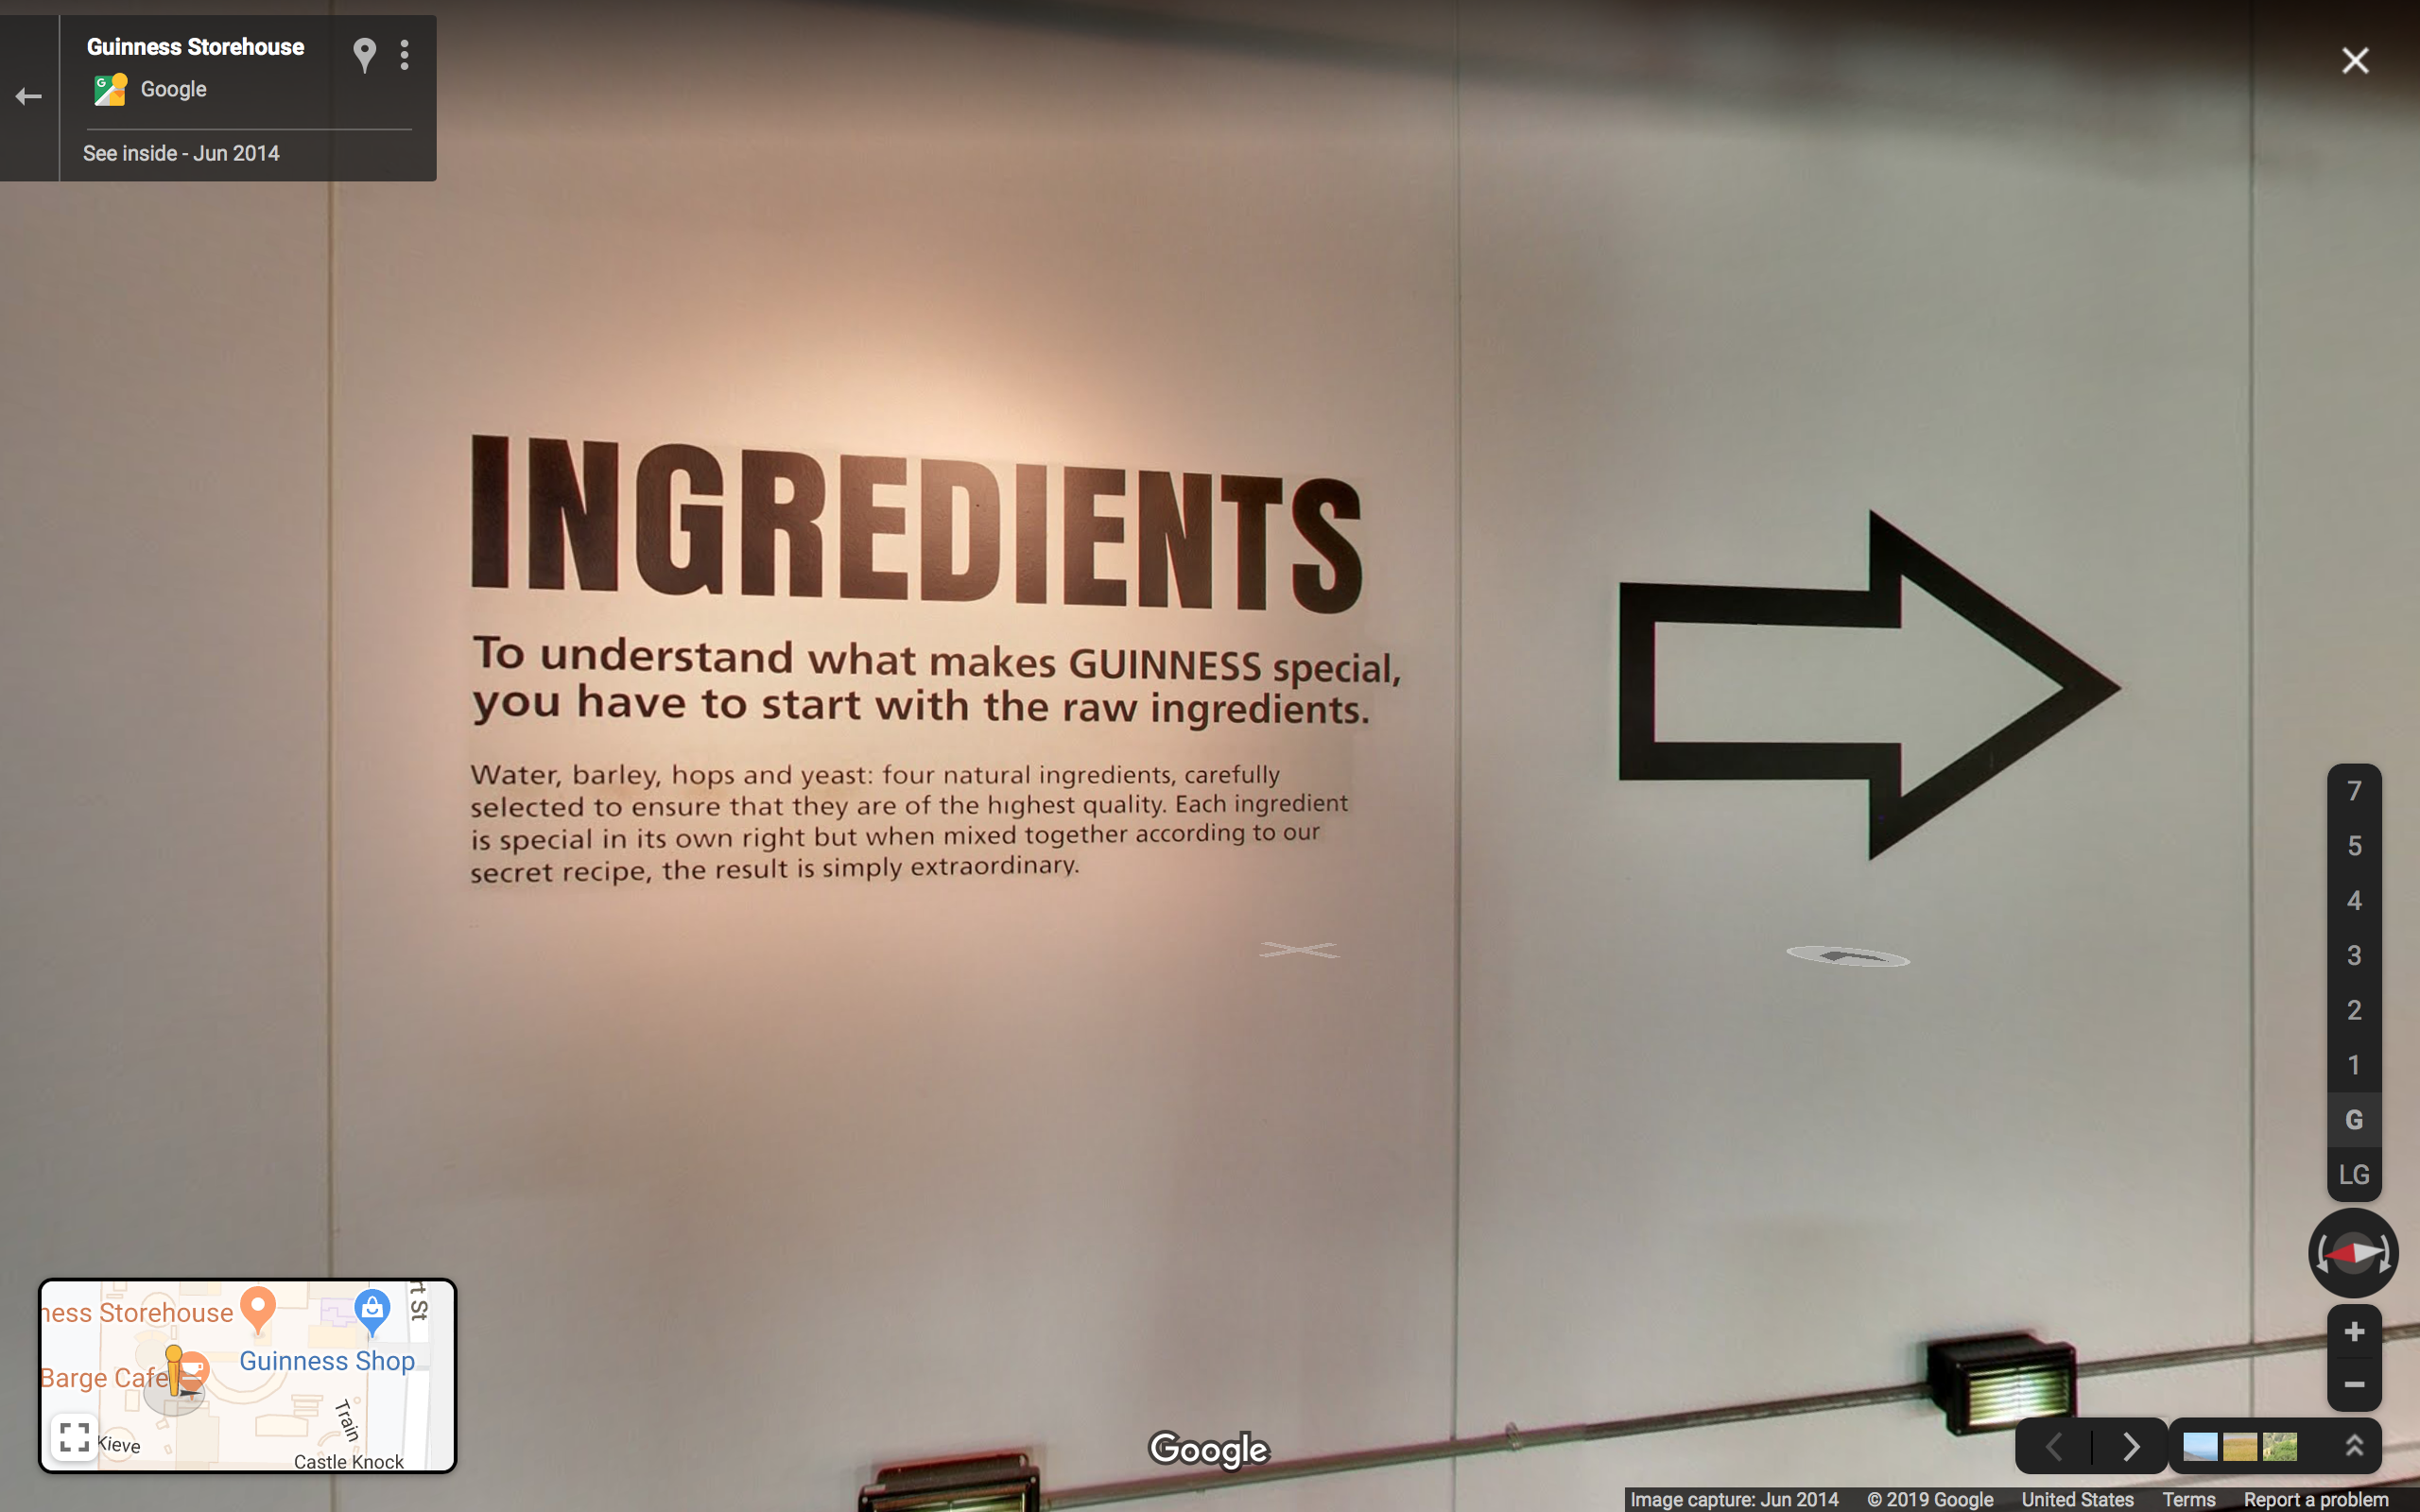 Guinness Storehouse
Google
See inside - Jun 2014
INGREDIENTS
To understand what makes GUINNESS special,
you have to start with the raw ingredients.
Water, barley, hops and yeast: four natural ingredients, carefully
selected to ensure that they are of the highest quality. Each ingredient
is special in its own right but when mixed together according to our
secret recipe, the result is simply extraordinary.
7
5
4
3
2
1
G
LG
ness Storehouse
rt St
Guinness Shop
Barge Cafe
Train
Kieve
Castle Knock
Google
Image capture: Jun 2014 © 2019 Google United States Terms Report a problem